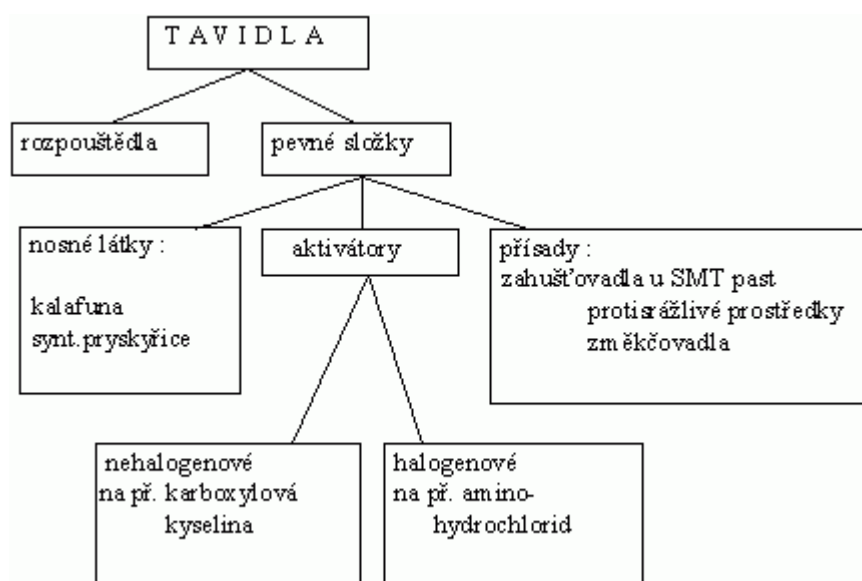 T A V I D L A
rozpouštědla
pevné složky
nosné látky :
kalafuna
synt.pryskyřice
aktivátory
přísady :
zahušťovadla u SMT past
protisrážlivé prostředky
změkčovadla
nehalogenové
na př. karboxylová
kyselina
halogenové
na př. amino-
hydrochlorid